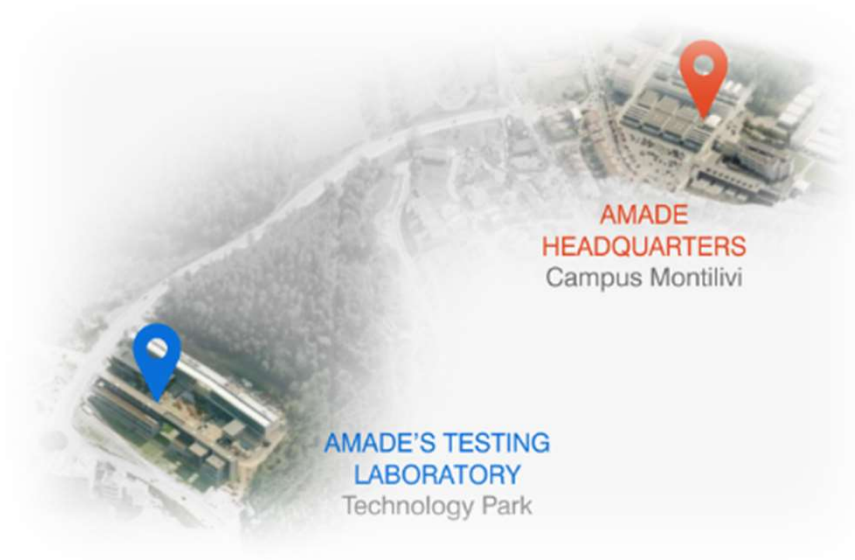 AMADE
HEADQUARTERS
Campus Montilivi
AMADE'S TESTING
LABORATORY
Technology Park